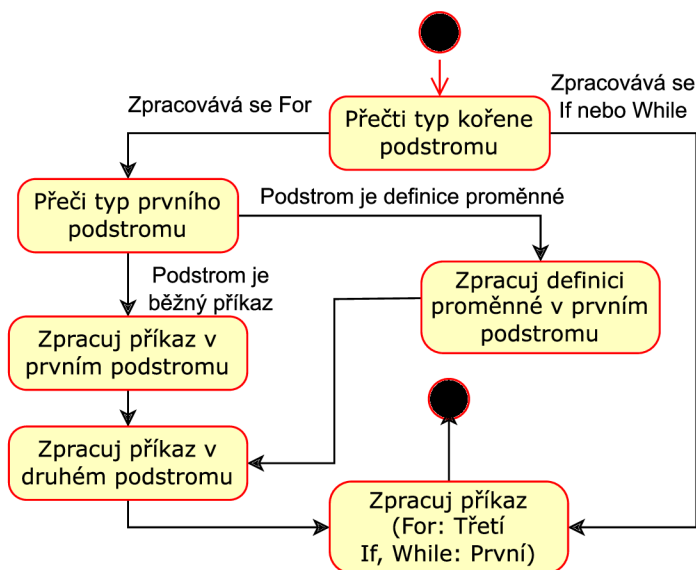 Zpracovává se For
Zpracovává se
If nebo While
Přečti typ kořene
podstromu
Přeči typ prvního
podstromu
Podstrom je definice proměnné
Podstrom je
běžný příkaz
Zpracuj definici
proměnné v prvním
podstromu
Zpracuj příkaz v
prvním podstromu
Zpracuj příkaz v
druhém podstromu
Zpracuj příkaz
(For: Třetí
If, While: První)